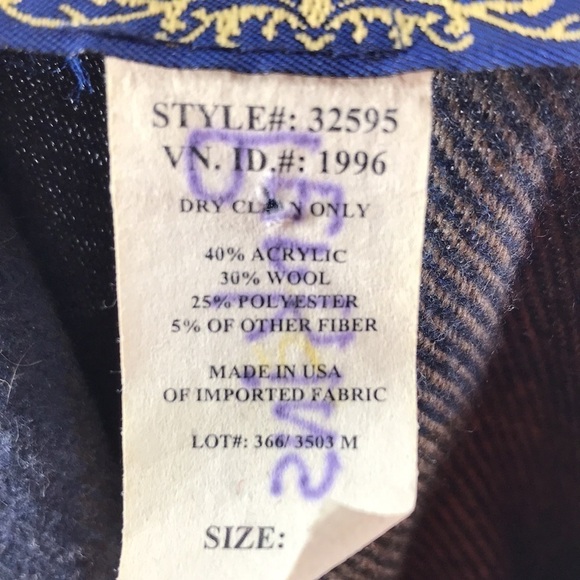 STYLE#: 32595
VN. ID.#: 1996
DRY CLEAN ONLY
40% ACRYLIC
30% WOOL
25% POLYESTER
5% OF OTHER FIBER
MADE IN USA
OF IMPORTED FABRIC
LOT#: 366/ 3503 M
SIZE: